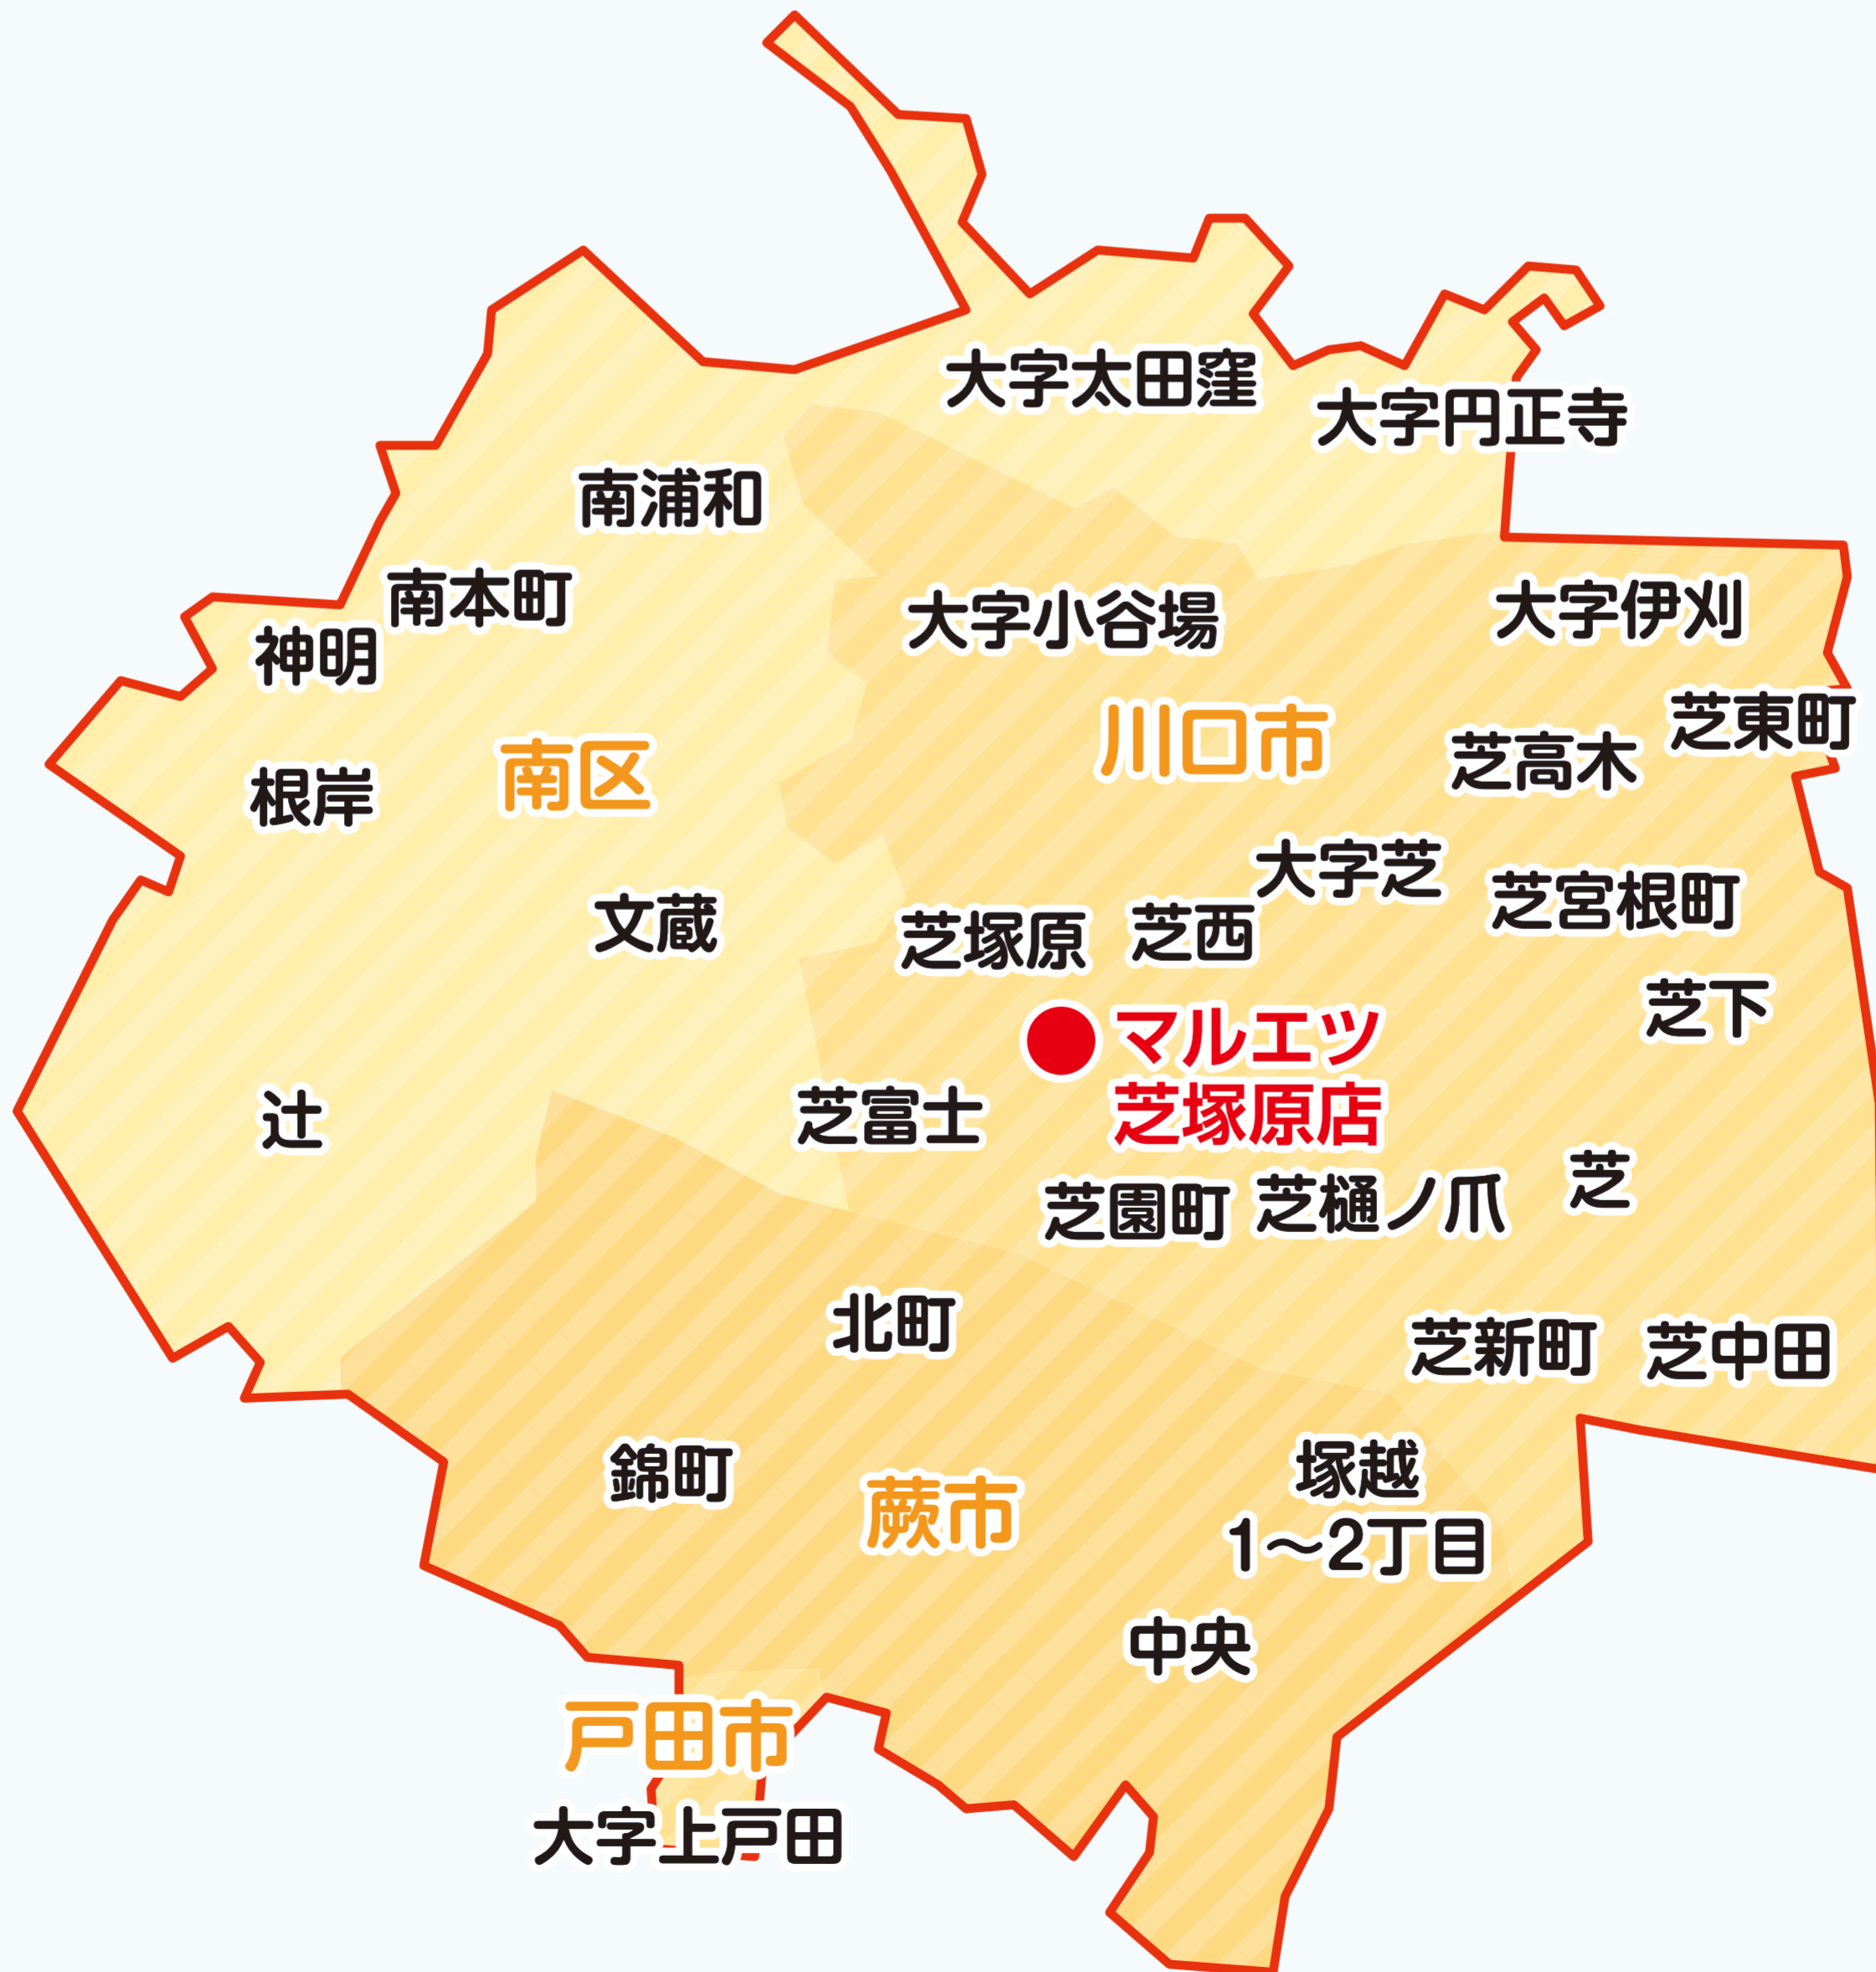 大字太田窪
大字円正寺
南浦和
南本町
神明
大字小谷場
大字伊刈
芝東町
川口市
芝高木
南区
根岸
大字芝
芝宮根町
文蔵
芝塚原
芝西
芝下
マルエツ
芝塚原店
辻
芝富士
芝
芝園町
芝樋ノ爪
北町
芝新町
芝中田
錦町
蕨市
塚越
1～2丁目
中央
戸田市
大字上戸田